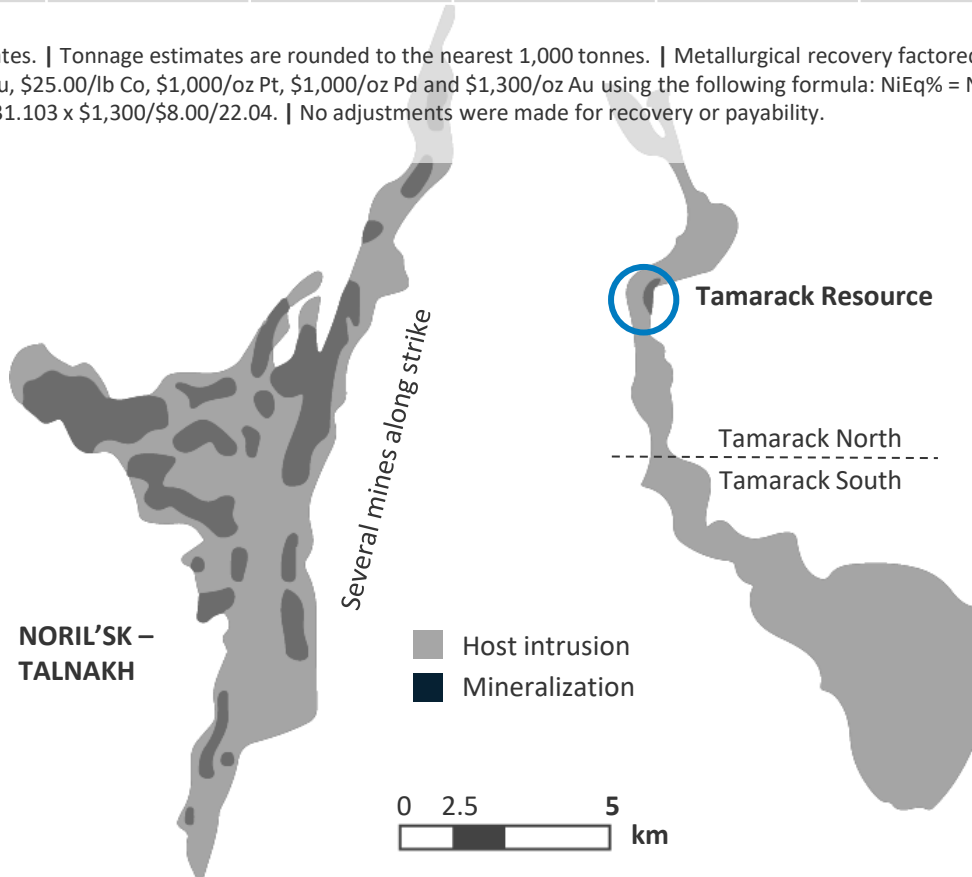 tes. | Tonnage estimates are rounded to the nearest 1,000 tonnes. | Metallurgical recovery factored
u, $25.00/lb Co, $1,000/oz Pt, $1,000/oz Pd and $1,300/oz Au using the following formula: NiEq% = N
31.103 x $1,300/$8.00/22.04. | No adjustments were made for recovery or payability.
Tamarack Resource
Several mines along strike
Tamarack North
Tamarack South
NORIL’SK –
TALNAKH
Host intrusion
Mineralization
0 2.5 5
km